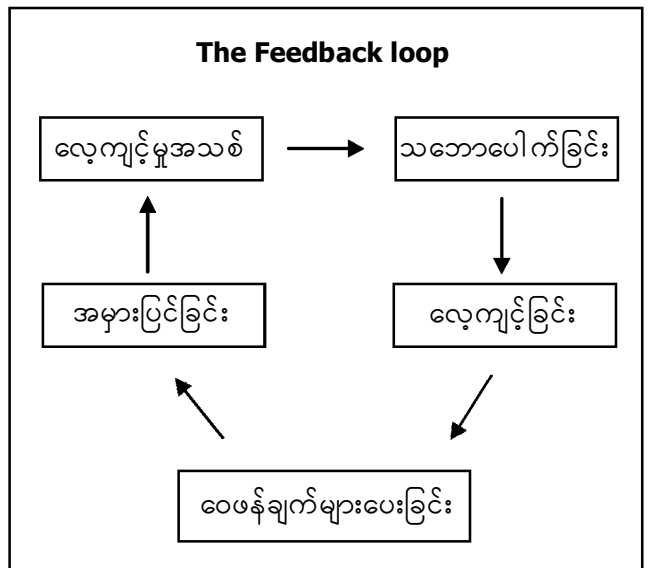 The Feedback loop
လေ့ကျင့်မှုအသစ်
သဘောပေါက်ခြင်း
အမှားပြင်ခြင်း
လေ့ကျင့်ခြင်း
ဝေဖန်ချက်များပေးခြင်း